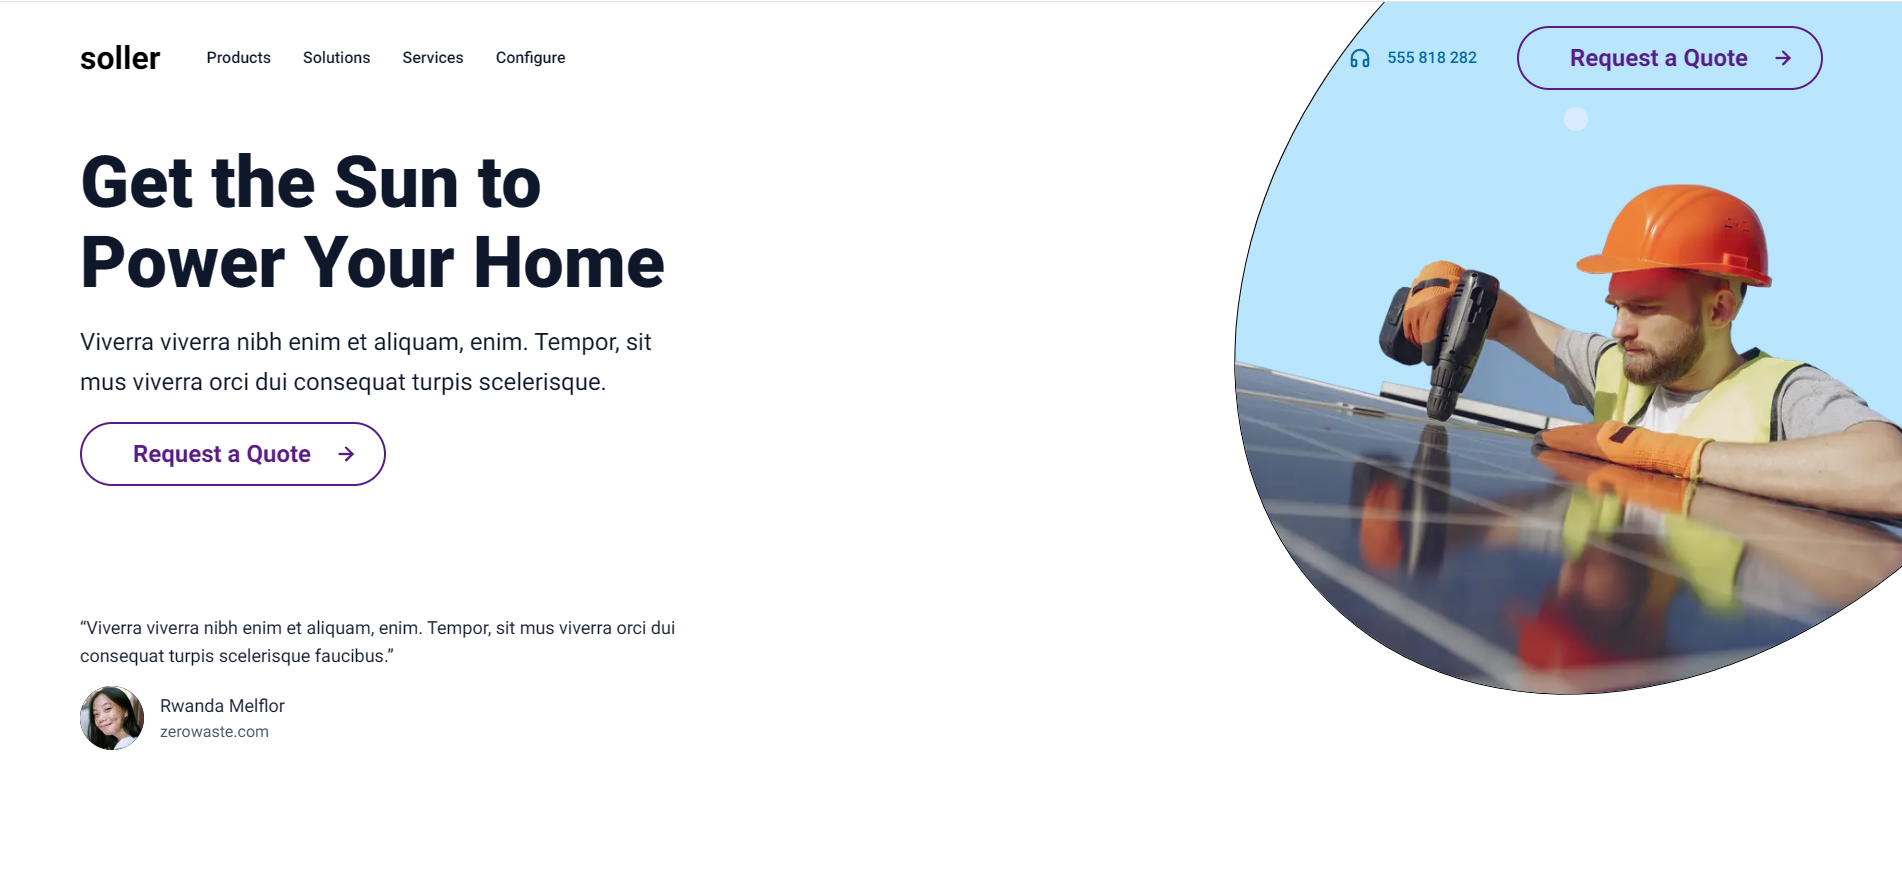 soller
Products
Solutions
Services
Configure
555 818 282
Request a Quote
Get the Sun to
Power Your Home
Viverra viverra nibh enim et aliquam, enim. Tempor, sit
mus viverra orci dui consequat turpis scelerisque.
Request a Quote
“Viverra viverra nibh enim et aliquam, enim. Tempor, sit mus viverra orci dui
consequat turpis scelerisque faucibus.”
Rwanda Melflor
zerowaste.com